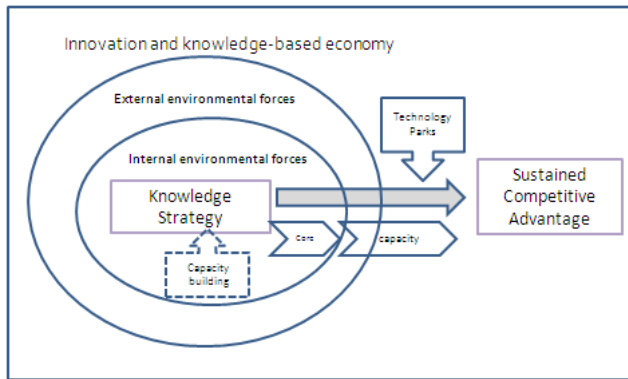 Innovation and knowledge-based economy
External environmental forces
Technology
Parks
Internal environmental forces
Knowledge
Strategy
Sustained
Competitive
Advantage
Core
capacity
Capacity
building